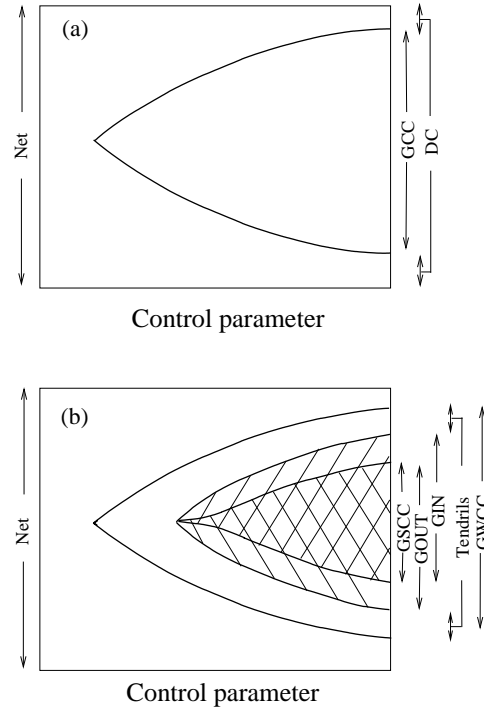 (a)
Net
GCC
DC
Control parameter
(b)
Net
GSCC
GOUT
GIN
Tendrils
GWCC
Control parameter